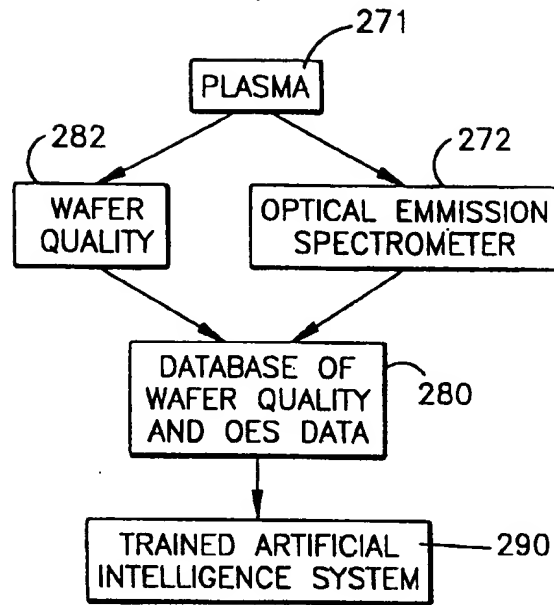 271
PLASMA
282
272
WAFER
QUALITY
OPTICAL EMMISSION
SPECTROMETER
DATABASE OF
WAFER QUALITY
AND OES DATA
280
TRAINED ARTIFICIAL
INTELLIGENCE SYSTEM
290